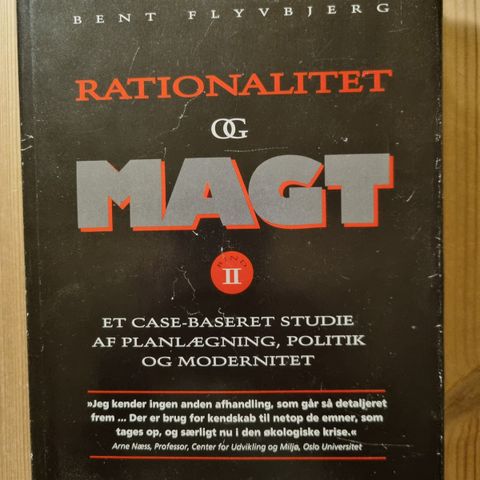 BENT FLYVBJERG
RATIONALITET
OG
MAGT
BIND
II
ET CASE-BASERET STUDIE
AF PLANLÆGNING, POLITIK
OG MODERNITET
»Jeg kender ingen anden afhandling, som går så detaljeret
frem ... Der er brug for kendskab til netop de emner, som
tages op, og særligt nu i den økologiske krise.«
Arne Næss, Professor, Center for Udvikling og Miljø, Oslo Universitet